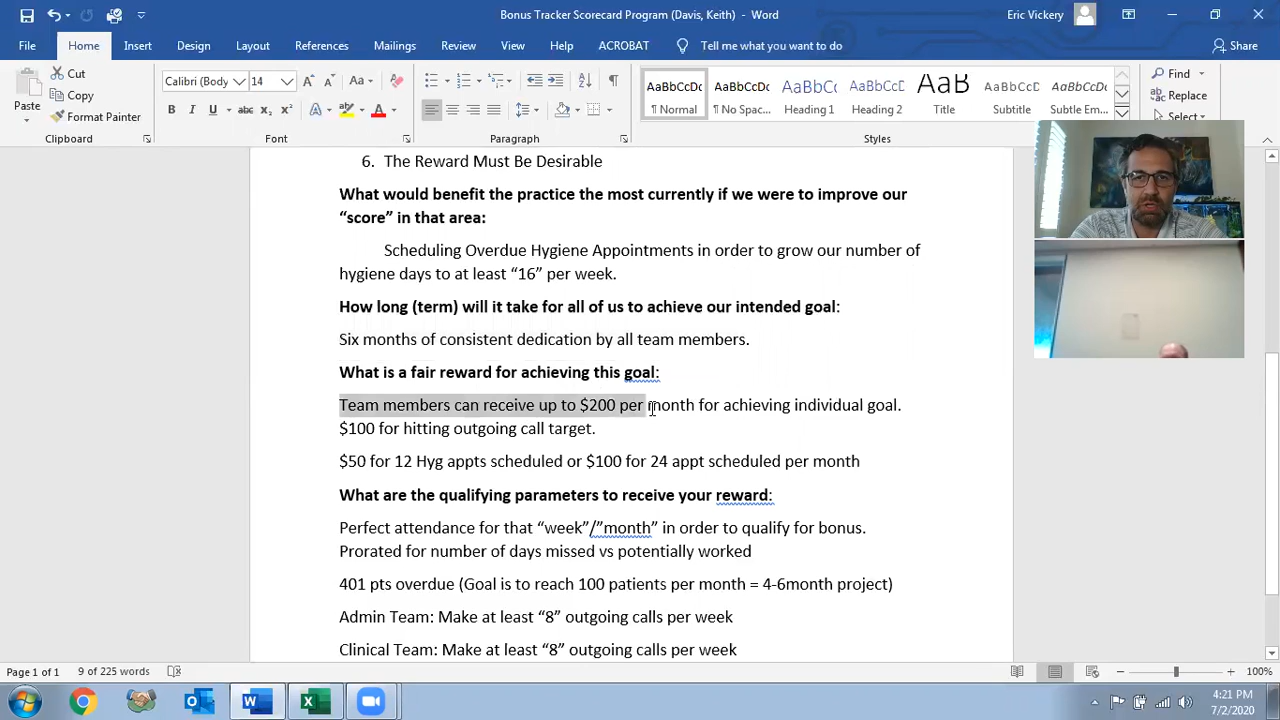 Bonus Tracker Scorecard Program (Davis, Keith) - Word
Eric Vickery
File Home Insert Design Layout References Mailings Review View Help ACROBAT Tell me what you want to do Share
Cut
Copy
Format Painter
Paste
Calibri (Body 14
Aa
B I U abc x₂ x²
AaBbCcDc AaBbCcDc AaBbCc AaBbCcD AaB AaBbCcD AaBbCcDc
¶ Normal ¶ No Spac... Heading 1 Heading 2 Title Subtitle Subtle Em...
Find
Replace
Select
Clipboard Font Paragraph Styles
6. The Reward Must Be Desirable
What would benefit the practice the most currently if we were to improve our
“score” in that area:
Scheduling Overdue Hygiene Appointments in order to grow our number of
hygiene days to at least “16” per week.
How long (term) will it take for all of us to achieve our intended goal:
Six months of consistent dedication by all team members.
What is a fair reward for achieving this goal:
Team members can receive up to $200 per month for achieving individual goal.
$100 for hitting outgoing call target.
$50 for 12 Hyg appts scheduled or $100 for 24 appt scheduled per month
What are the qualifying parameters to receive your reward:
Perfect attendance for that “week”/”month” in order to qualify for bonus.
Prorated for number of days missed vs potentially worked
401 pts overdue (Goal is to reach 100 patients per month = 4-6month project)
Admin Team: Make at least “8” outgoing calls per week
Clinical Team: Make at least “8” outgoing calls per week
Page 1 of 1 9 of 225 words 100%
4:21 PM
7/2/2020